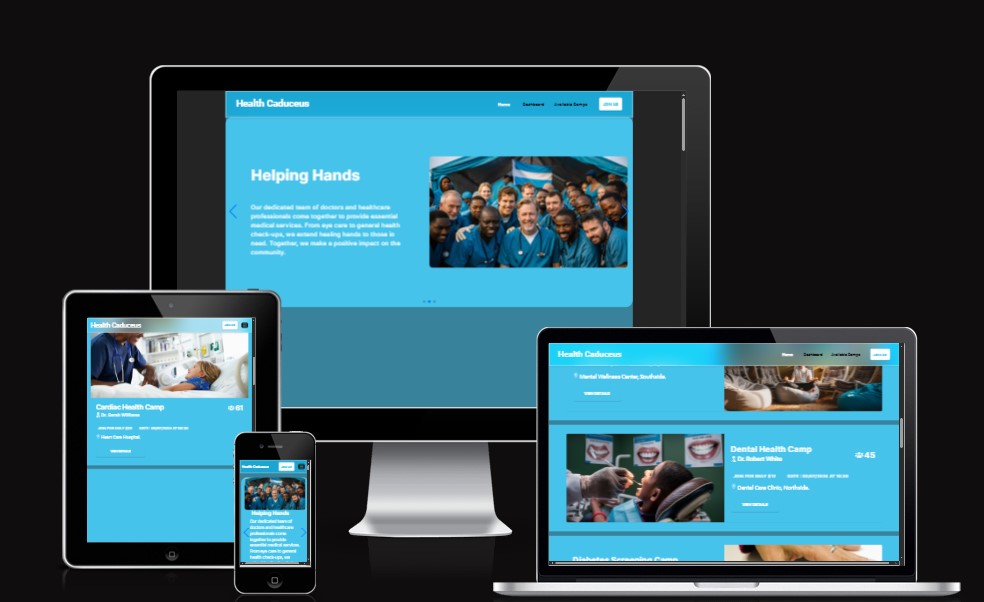 Health Caduceus
Home Dashboard Available Camps JOIN US
Helping Hands
Our dedicated team of doctors and healthcare
professionals come together to provide essential
medical services. From eye care to general health
check-ups, we extend healing hands to those in
need. Together, we make a positive impact on the
community.
Health Caduceus
JOIN US
Cardiac Health Camp
61
Dr. Sarah Williams
Heart Care Hospital,
VIEW DETAILS
Health Caduceus
JOIN US
Helping Hands
Our dedicated team of
doctors and healthcare
professionals come
together to provide
essential medical services.
From eye care to general
health check-ups, we
Health Caduceus
Home Dashboard Available Camps JOIN US
Mental Wellness Center, Southside.
VIEW DETAILS
Dental Health Camp
45
Dr. Robert White
Dental Care Clinic, Northside.
VIEW DETAILS
Diabetes Screening Camp